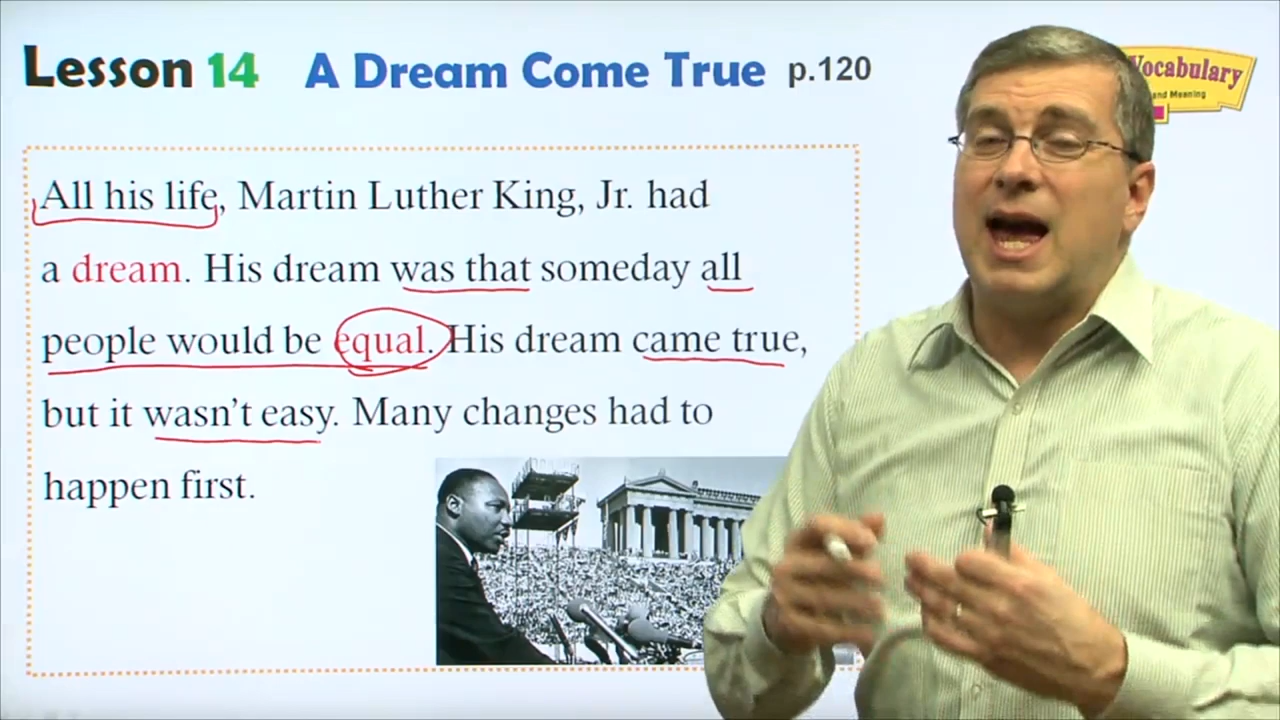 Lesson 14 A Dream Come True p.120
Vocabulary
and Meaning
All his life, Martin Luther King, Jr. had
a dream. His dream was that someday all
people would be equal. His dream came true,
but it wasn't easy. Many changes had to
happen first.